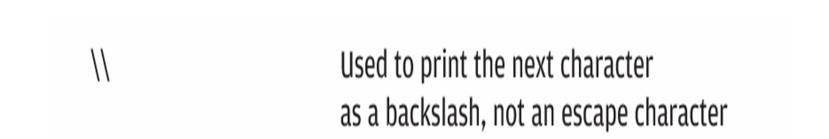 \\ Used to print the next character
as a backslash, not an escape character